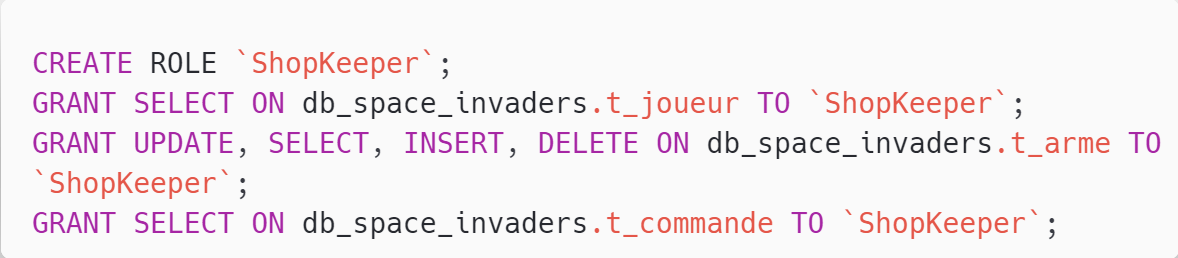 CREATE ROLE `ShopKeeper`;
GRANT SELECT ON db_space_invaders.t_joueur TO `ShopKeeper`;
GRANT UPDATE, SELECT, INSERT, DELETE ON db_space_invaders.t_arme TO
`ShopKeeper`;
GRANT SELECT ON db_space_invaders.t_commande TO `ShopKeeper`;